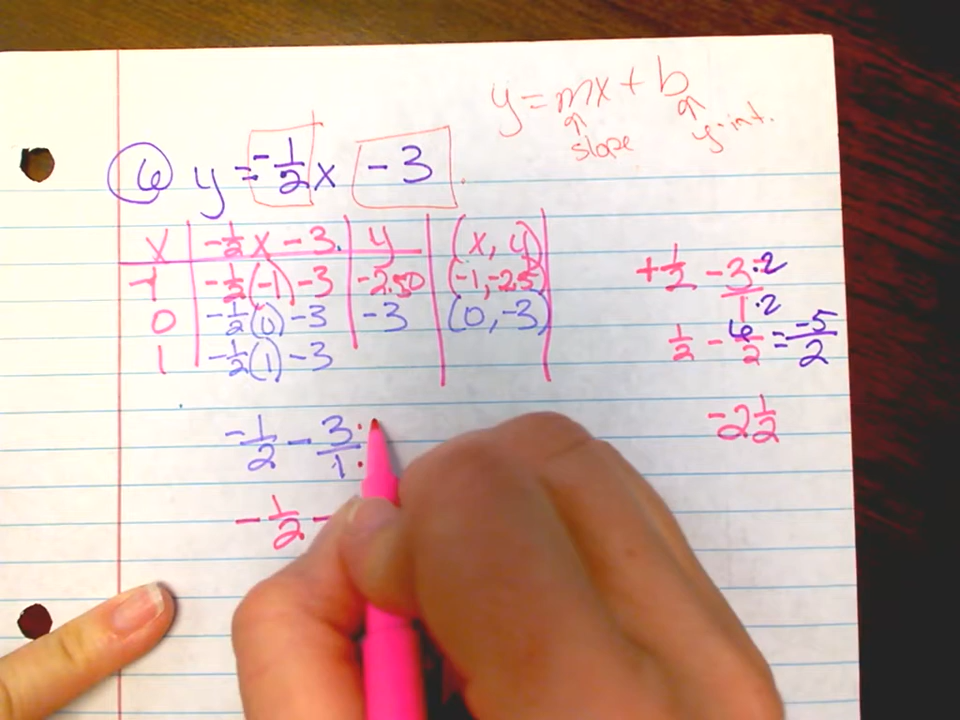 y = mx + b
slope y-int.
6 y = -1/2 x - 3
x | -1/2 x - 3 | y | (x, y)
-1 | -1/2(-1) - 3 | -2.50 | (-1, -2.5)
0 | -1/2(0) - 3 | -3 | (0, -3)
1 | -1/2(1) - 3
+1/2 - 3·2/1·2
1/2 - 6/2 = -5/2
-2 1/2
-1/2 - 3·/1·
-1/2 -